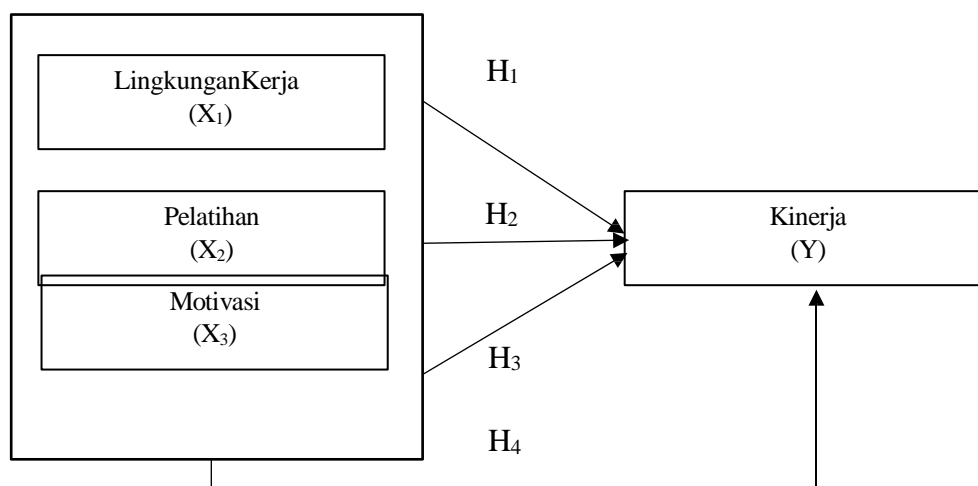 LingkunganKerja
(X₁)
H₁
Pelatihan
(X₂)
H₂
Kinerja
(Y)
Motivasi
(X₃)
H₃
H₄